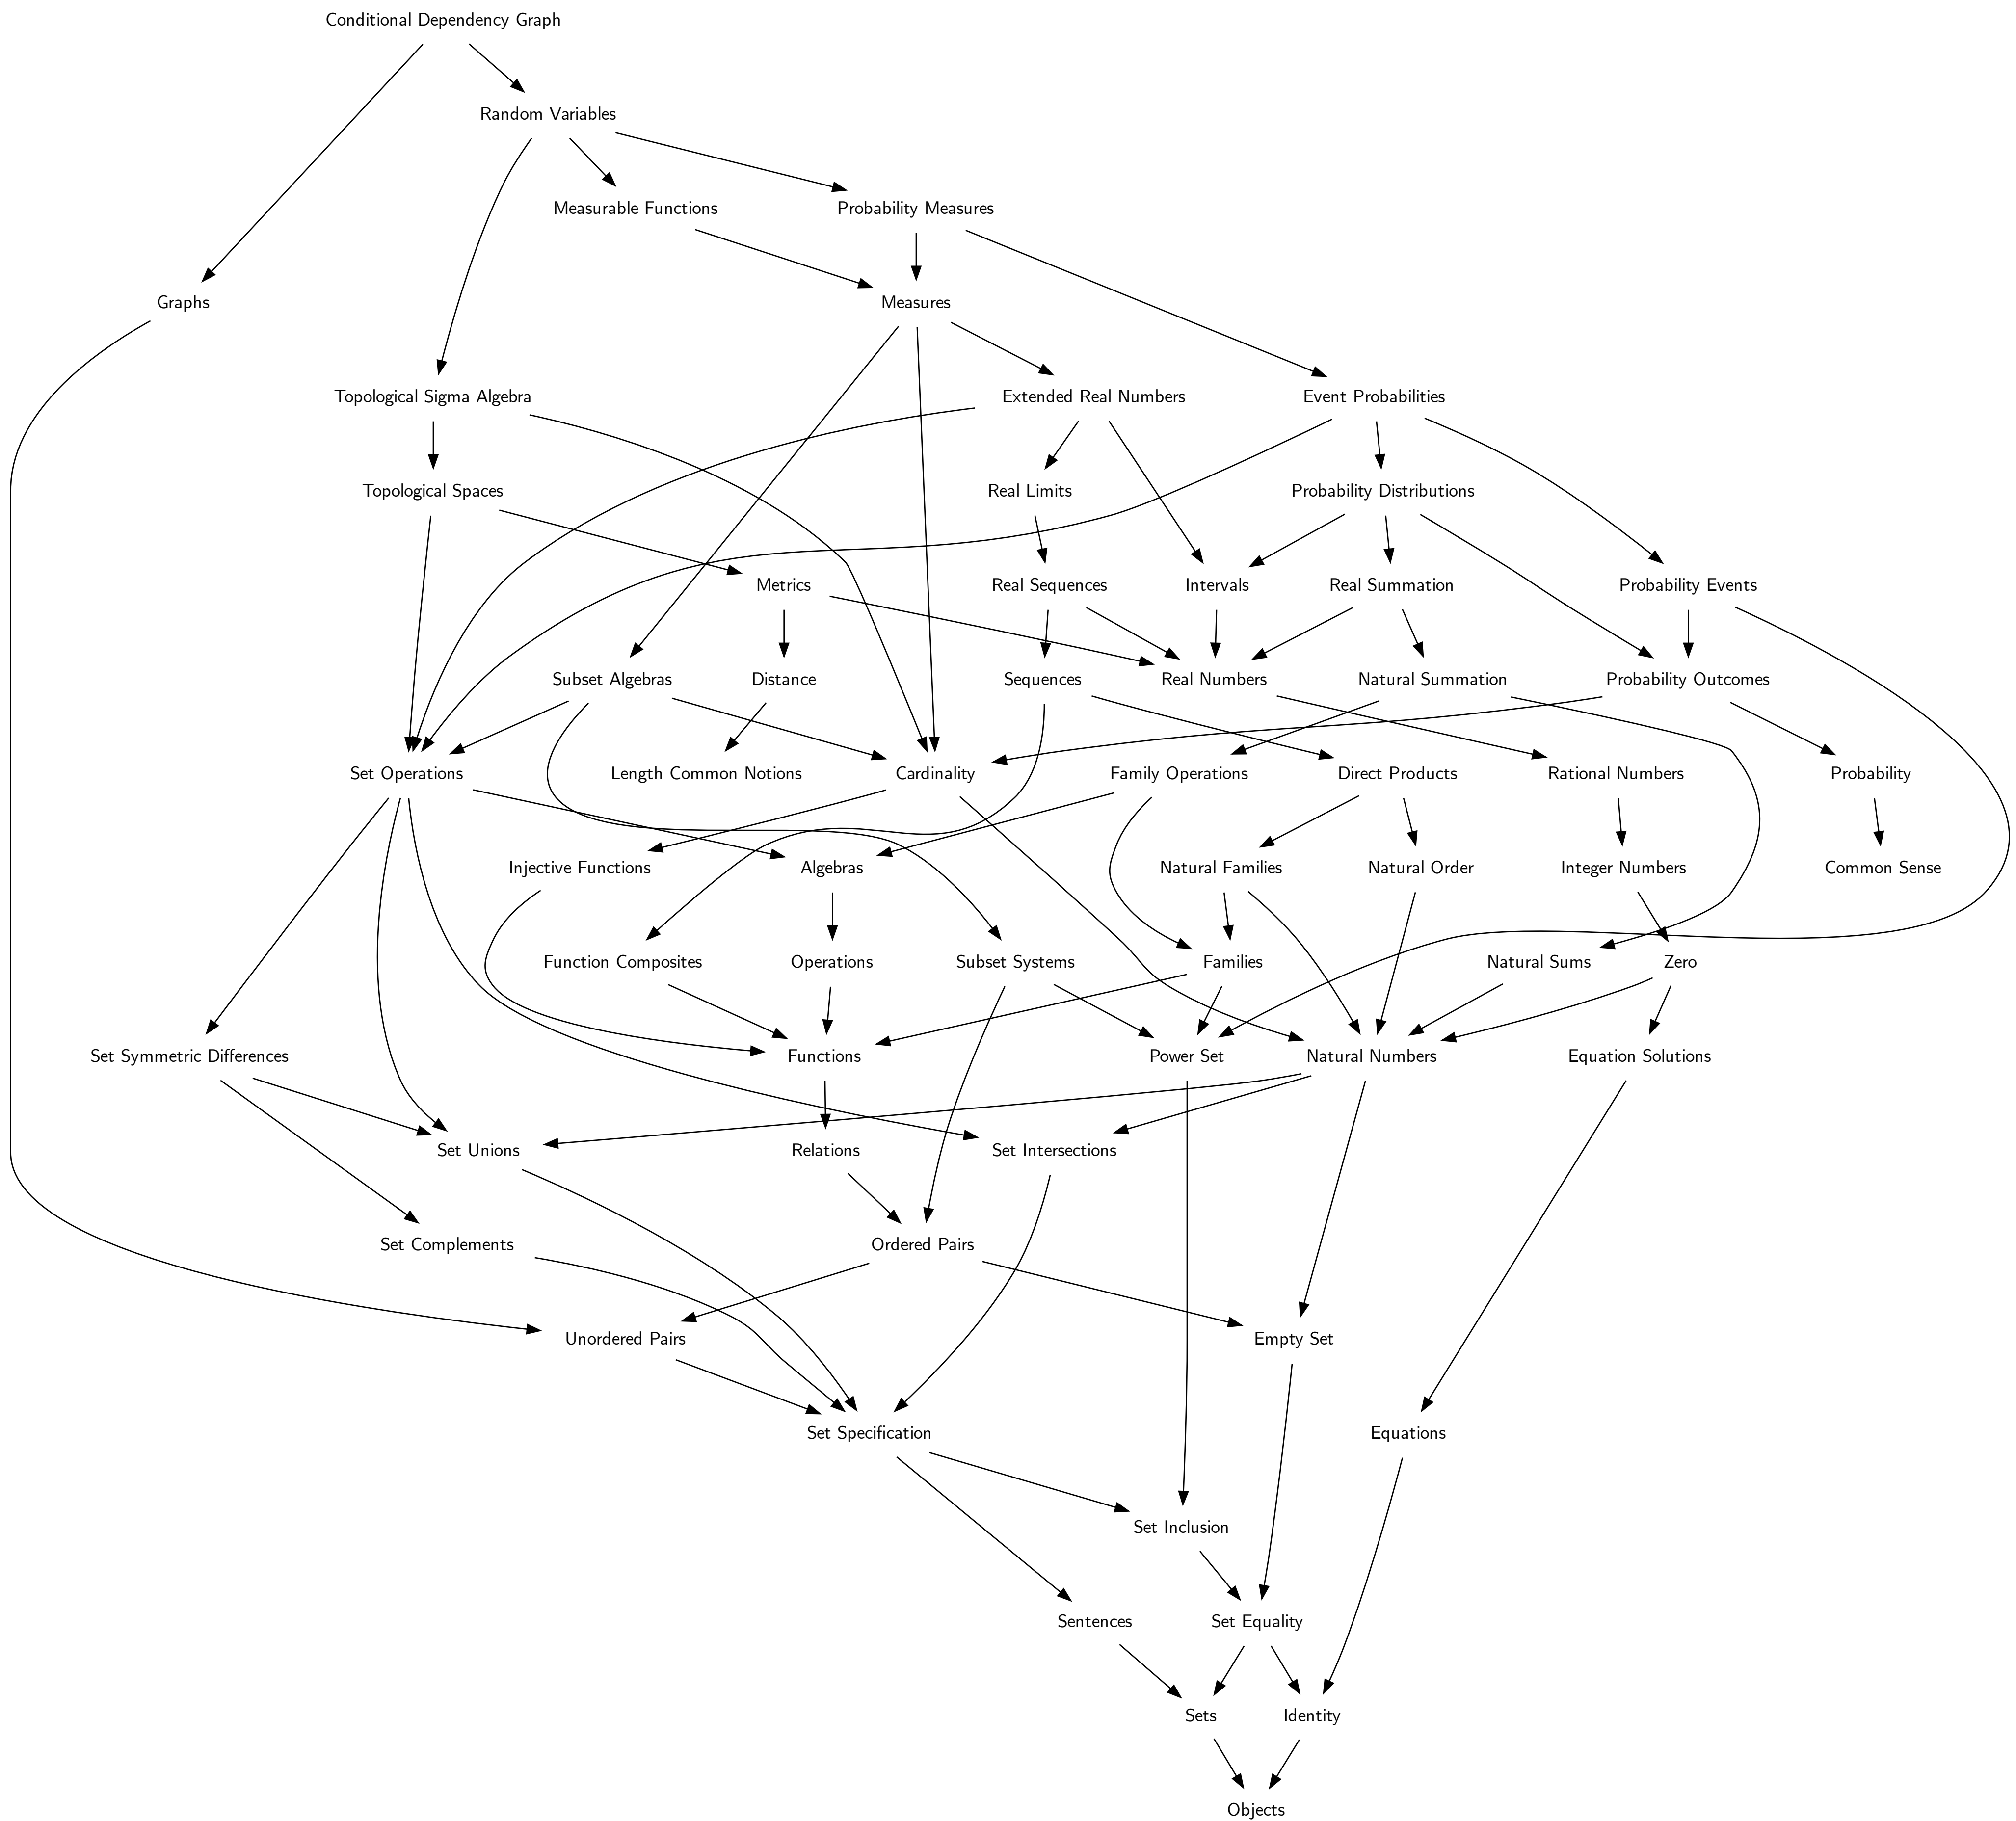 Conditional Dependency Graph
Random Variables
Measurable Functions
Probability Measures
Graphs
Measures
Topological Sigma Algebra
Extended Real Numbers
Event Probabilities
Topological Spaces
Real Limits
Probability Distributions
Metrics
Real Sequences
Intervals
Real Summation
Probability Events
Subset Algebras
Distance
Sequences
Real Numbers
Natural Summation
Probability Outcomes
Set Operations
Length Common Notions
Cardinality
Family Operations
Direct Products
Rational Numbers
Probability
Injective Functions
Algebras
Natural Families
Natural Order
Integer Numbers
Common Sense
Function Composites
Operations
Subset Systems
Families
Natural Sums
Zero
Set Symmetric Differences
Functions
Power Set
Natural Numbers
Equation Solutions
Set Unions
Relations
Set Intersections
Set Complements
Ordered Pairs
Unordered Pairs
Empty Set
Set Specification
Equations
Set Inclusion
Sentences
Set Equality
Sets
Identity
Objects